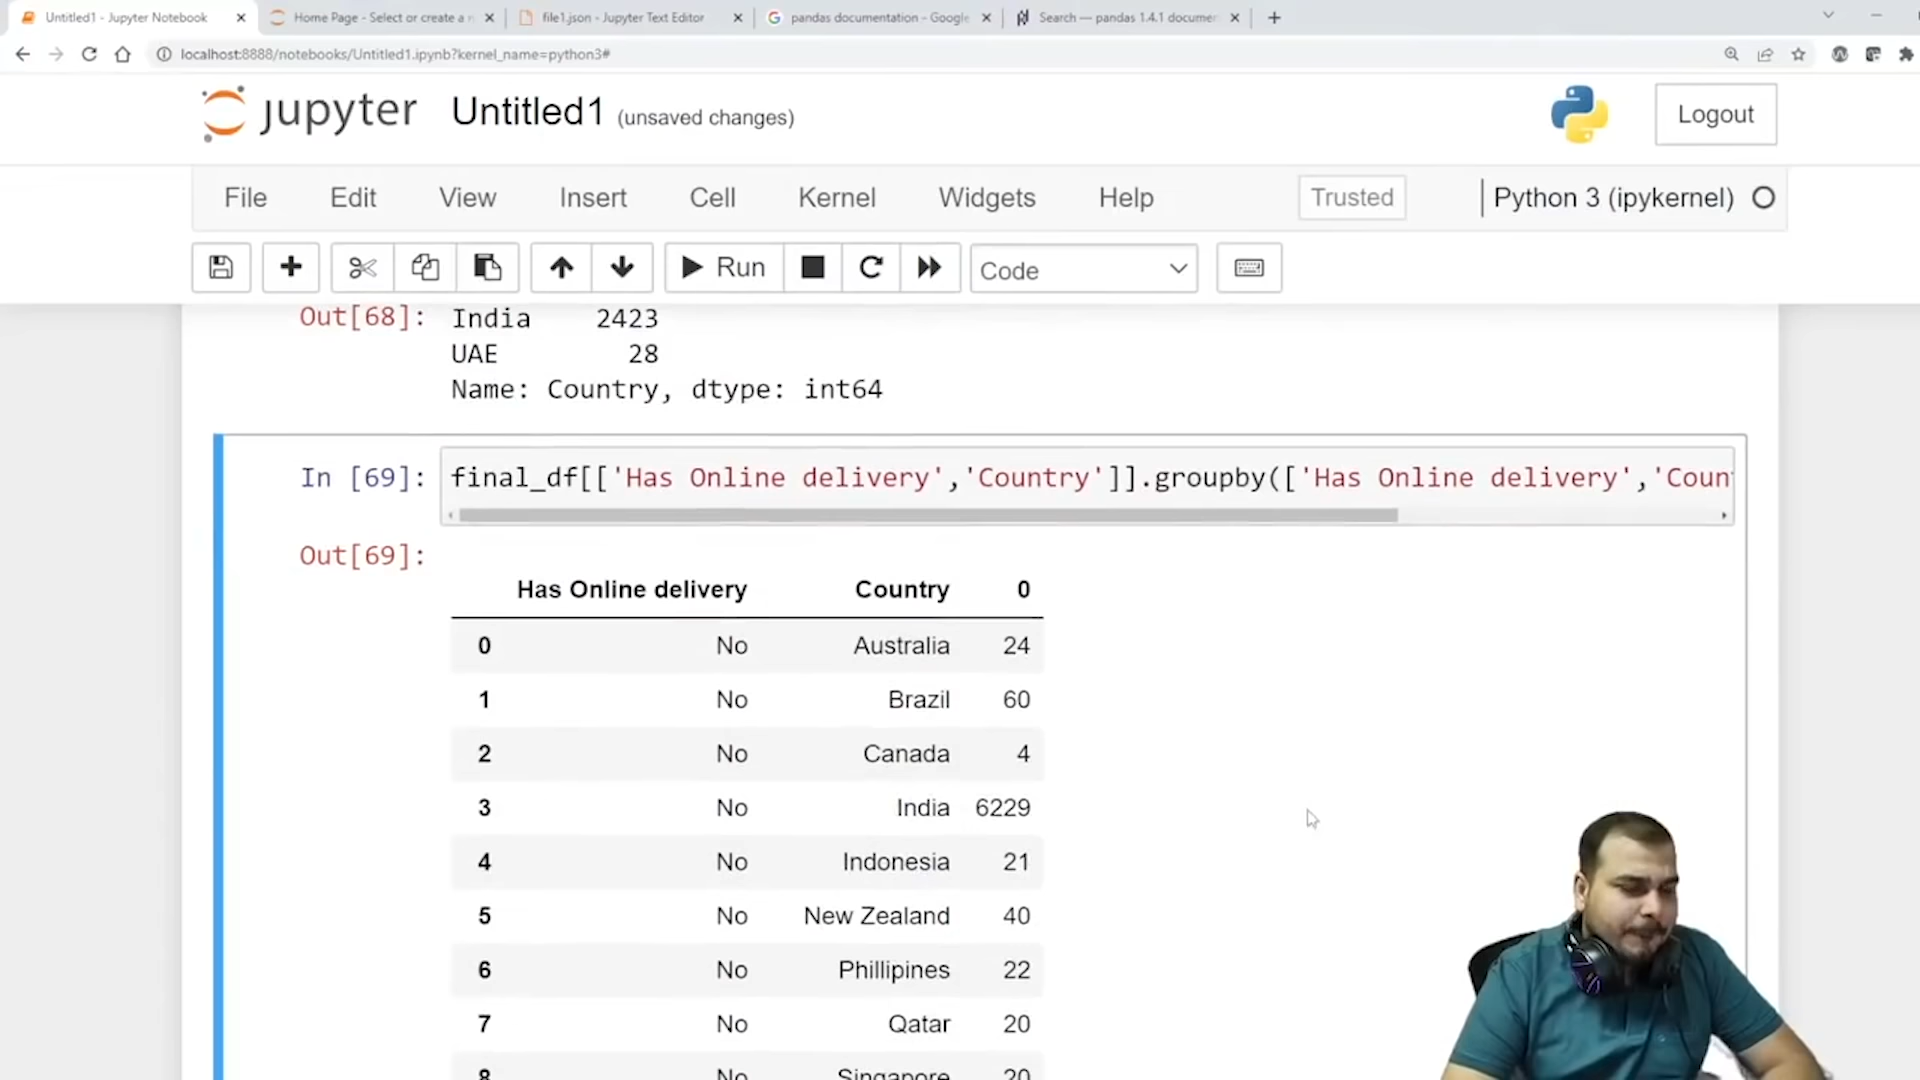 Untitled1 - Jupyter Notebook
Home Page - Select or create a n
file1.json - Jupyter Text Editor
pandas documentation - Google
Search — pandas 1.4.1 documen
localhost:8888/notebooks/Untitled1.ipynb?kernel_name=python3#
jupyter Untitled1 (unsaved changes)
Logout
File Edit View Insert Cell Kernel Widgets Help
Trusted
Python 3 (ipykernel)
Run
Code
Out[68]: India 2423
UAE 28
Name: Country, dtype: int64
In [69]: final_df[['Has Online delivery','Country']].groupby(['Has Online delivery','Coun
Out[69]:
Has Online delivery Country 0
0 No Australia 24
1 No Brazil 60
2 No Canada 4
3 No India 6229
4 No Indonesia 21
5 No New Zealand 40
6 No Phillipines 22
7 No Qatar 20
8 No Singapore 20